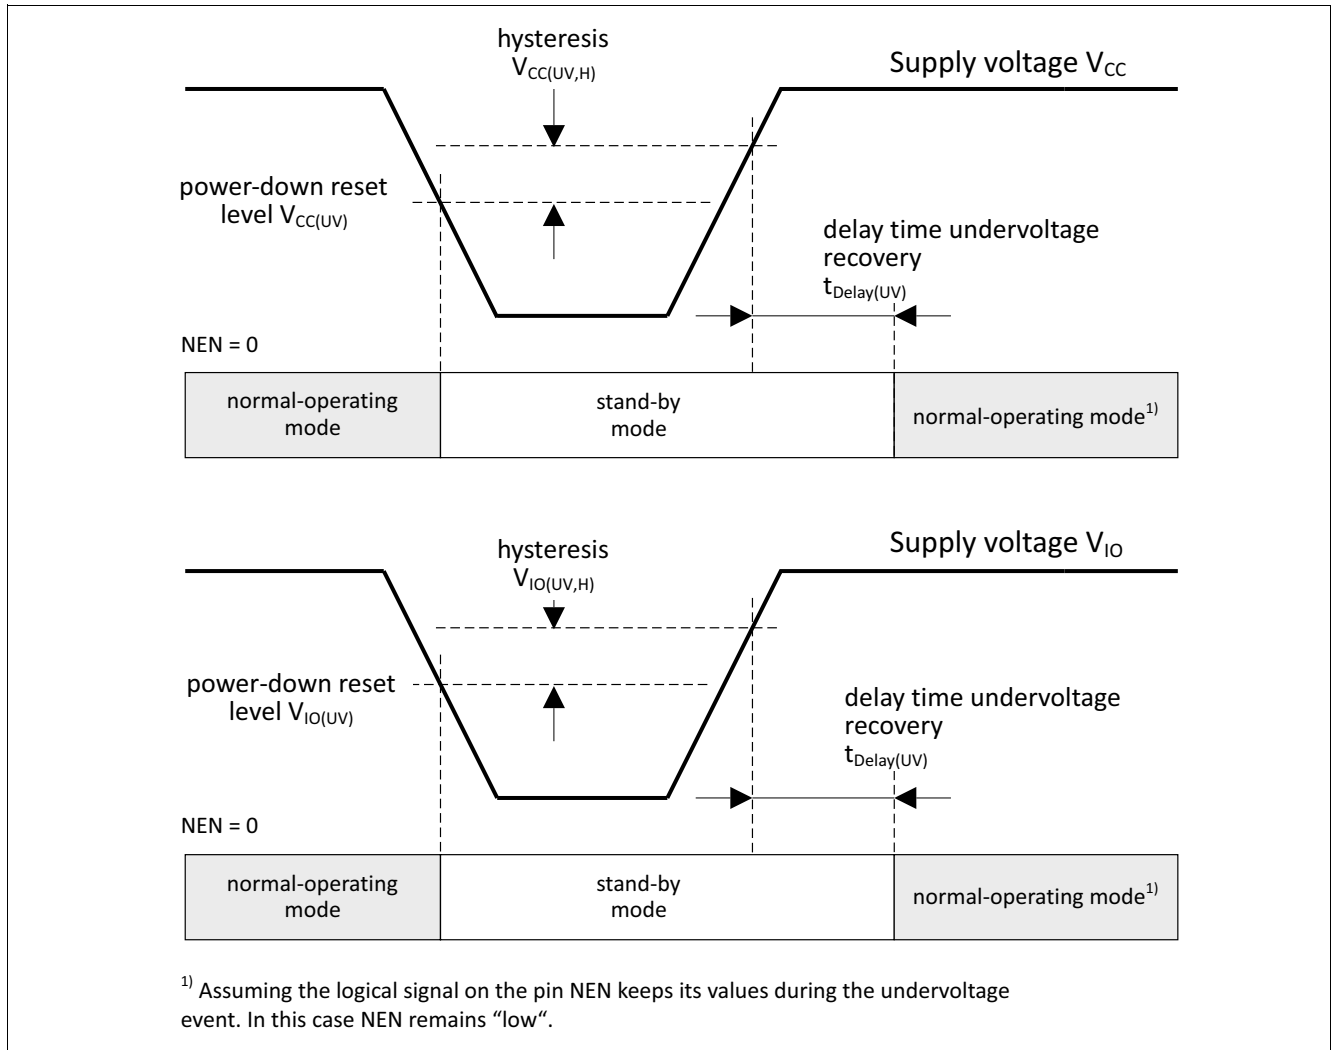 hysteresis
VCC(UV,H)
Supply voltage VCC
power-down reset
level VCC(UV)
delay time undervoltage
recovery
tDelay(UV)
NEN = 0
normal-operating
mode
stand-by
mode
normal-operating mode1)
hysteresis
VIO(UV,H)
Supply voltage VIO
power-down reset
level VIO(UV)
delay time undervoltage
recovery
tDelay(UV)
NEN = 0
normal-operating
mode
stand-by
mode
normal-operating mode1)
1) Assuming the logical signal on the pin NEN keeps its values during the undervoltage
event. In this case NEN remains “low“.